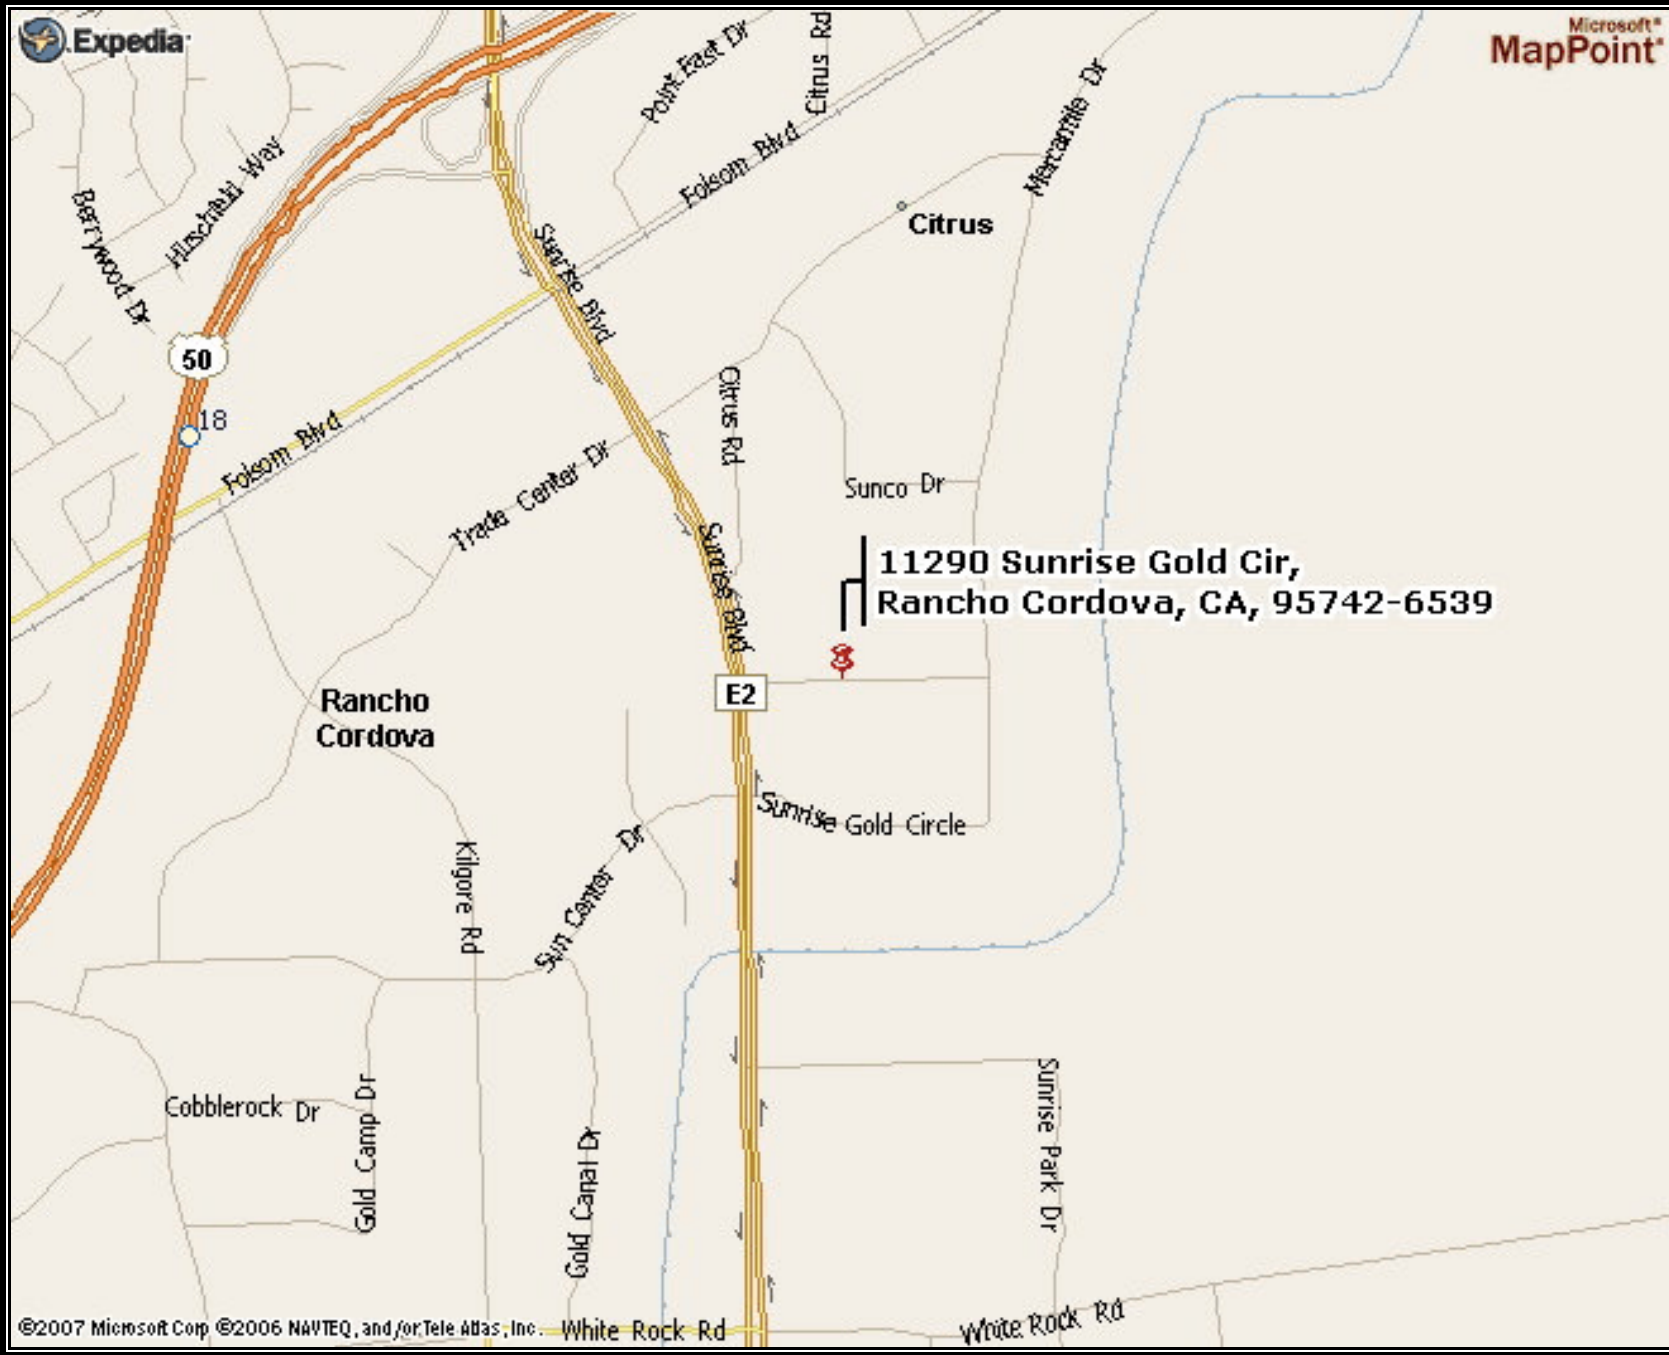 Expedia
Microsoft®
MapPoint®
Point East Dr
Citrus Rd
Mercantile Dr
Folsom Blvd
Hirschfeld Way
Berrywood Dr
Citrus
Sunrise Blvd
50
18
Folsom Blvd
Citrus Rd
Trade Center Dr
Sunco Dr
Sunrise Blvd
11290 Sunrise Gold Cir,
Rancho Cordova, CA, 95742-6539
E2
Rancho
Cordova
Sunrise Gold Circle
Sun Center Dr
Kilgore Rd
Cobblerock Dr
Gold Camp Dr
Gold Canal Dr
Sunrise Park Dr
White Rock Rd
White Rock Rd
©2007 Microsoft Corp ©2006 NAVTEQ, and/or Tele Atlas, Inc.